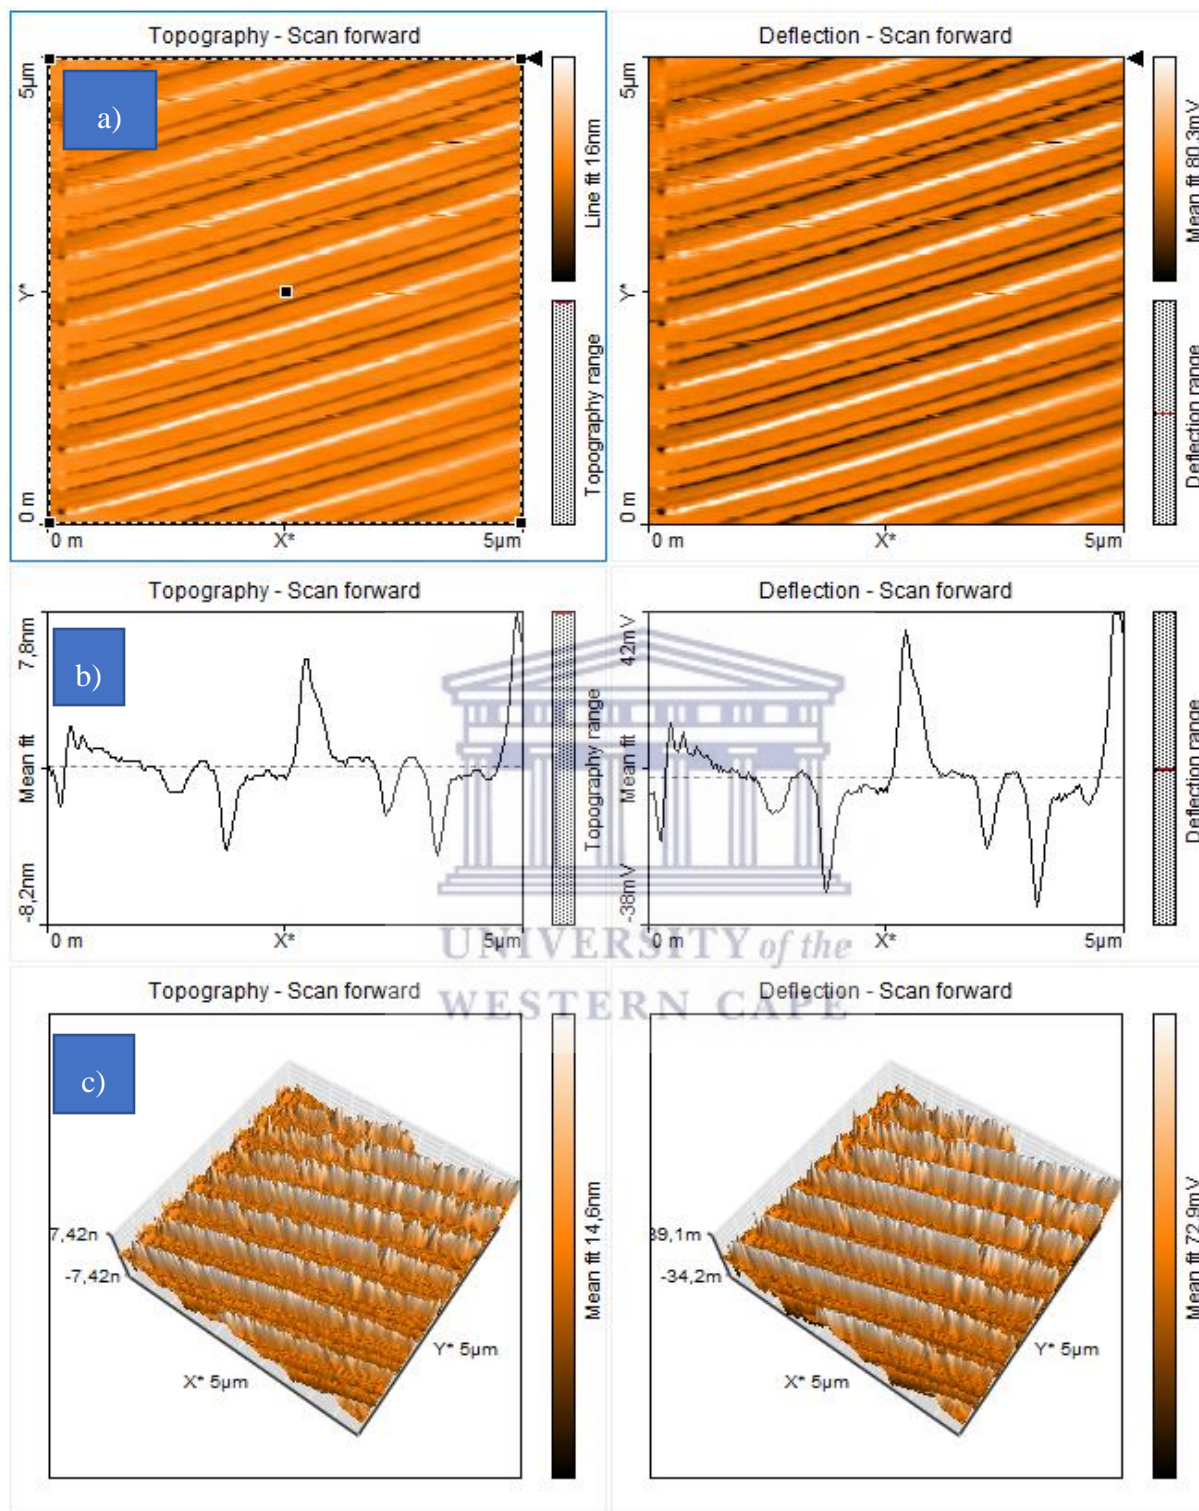 Topography - Scan forward
Deflection - Scan forward
a)
5µm
Y*
0 m
0 m
X*
5µm
Line fit 16nm
Topography range
5µm
Y*
0 m
0 m
X*
5µm
Mean fit 80,3mV
Deflection range
Topography - Scan forward
Deflection - Scan forward
b)
7,8nm
Mean fit
-8,2nm
0 m
X*
5µm
Topography range
42mV
Mean fit
-38mV
0 m
X*
5µm
Deflection range
UNIVERSITY of the
WESTERN CAPE
Topography - Scan forward
Deflection - Scan forward
c)
7,42n
-7,42n
X* 5µm
Y* 5µm
Mean fit 14,6nm
39,1m
-34,2m
X* 5µm
Y* 5µm
Mean fit 72,9mV